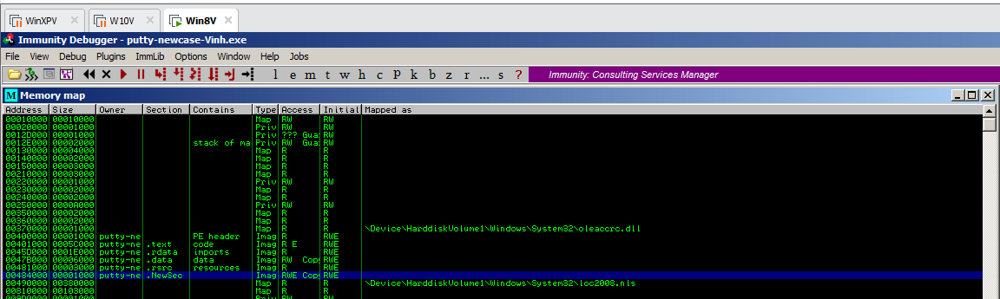 WinXPV × W10V × Win8V ×
Immunity Debugger - putty-newcase-Vinh.exe
File View Debug Plugins ImmLib Options Window Help Jobs
l e m t w h c P k b z r ... s ? Immunity: Consulting Services Manager
M Memory map
Address Size Owner Section Contains Type Access Initial Mapped as
00010000 00010000 Map RW RW
00020000 00001000 Priv RW RW
0012D000 00001000 Priv ??? Gua RW
0012E000 00002000 stack of ma Priv RW Gua RW
00130000 00004000 Map R R
00140000 00002000 Map R R
00150000 00003000 Map R R
00210000 00003000 Map R R
00220000 00001000 Priv RW RW
00230000 00002000 Map R R
00240000 00002000 Map R R
00250000 0000A000 Priv RW RW
00350000 00002000 Map R R
00360000 00002000 Map R R
00370000 00001000 Map R R \Device\HarddiskVolume1\Windows\System32\oleaccrc.dll
00400000 00001000 putty-ne PE header Imag R RWE
00401000 0005C000 putty-ne .text code Imag R E RWE
0045D000 0001E000 putty-ne .rdata imports Imag R RWE
0047B000 00006000 putty-ne .data data Imag RW Cop RWE
00481000 00003000 putty-ne .rsrc resources Imag R RWE
00484000 00001000 putty-ne .NewSec Imag RWE Cop RWE
00490000 00380000 Map R R \Device\HarddiskVolume1\Windows\System32\loc2008.nls
00810000 00103000 Map R R